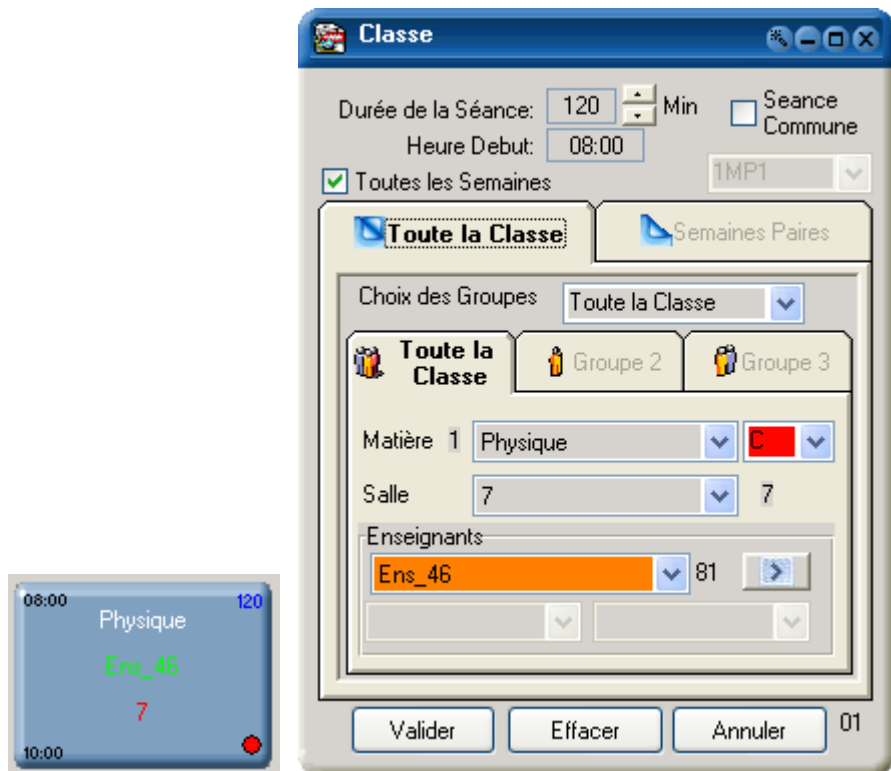 Classe
Durée de la Séance: 120 Min
Seance
Commune
Heure Debut: 08:00
Toutes les Semaines
1MP1
Toute la Classe
Semaines Paires
Choix des Groupes
Toute la Classe
Toute la
Classe
Groupe 2
Groupe 3
Matière 1 Physique C
Salle 7 7
Enseignants
Ens_46 81 >
Valider
Effacer
Annuler
01
08:00
120
Physique
Ens_46
7
10:00